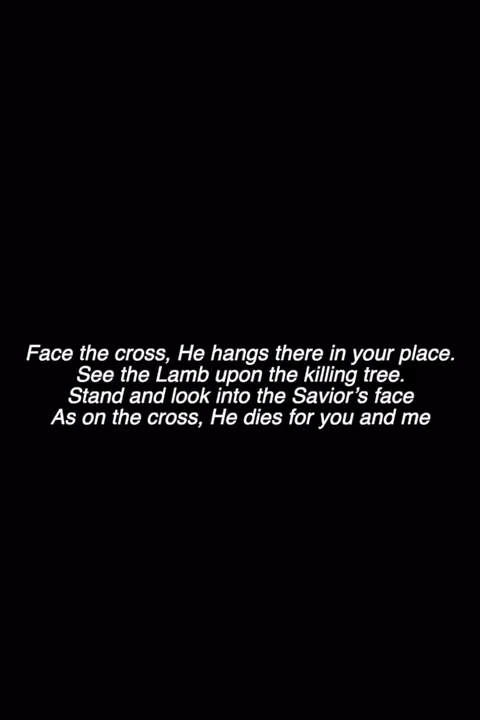 Face the cross, He hangs there in your place.
See the Lamb upon the killing tree.
Stand and look into the Savior’s face
As on the cross, He dies for you and me